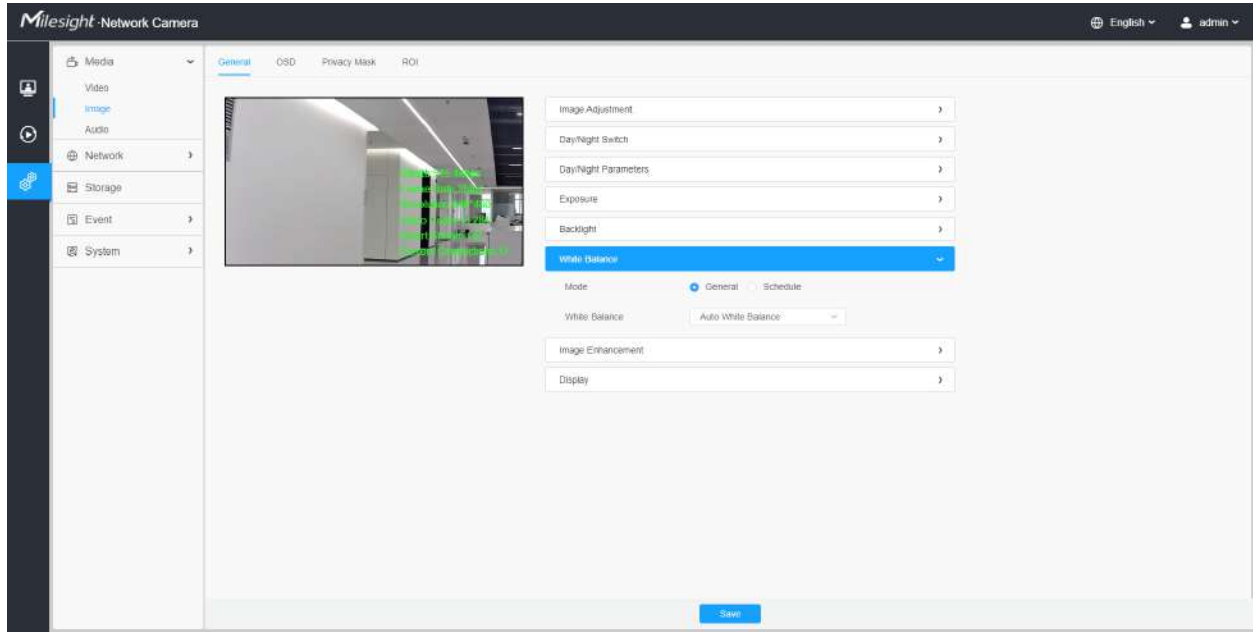 Milesight-Network Camera
English
admin
Media
Video
Image
Audio
Network
Storage
Event
System
General
OSD
Privacy Mask
ROI
Image Adjustment
Day/Night Switch
Day/Night Parameters
Exposure
Backlight
White Balance
Mode
General
Schedule
White Balance
Auto White Balance
Image Enhancement
Display
Save